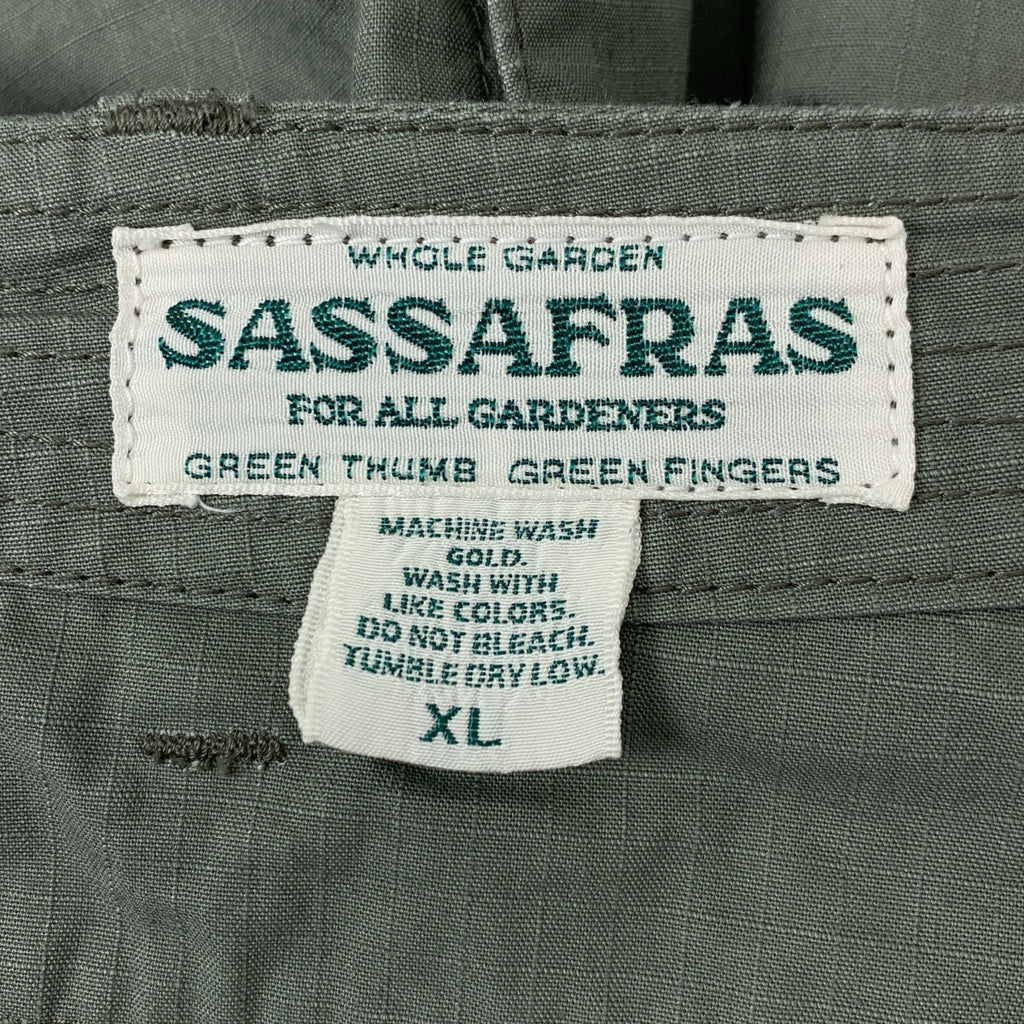 WHOLE GARDEN
SASSAFRAS
FOR ALL GARDENERS
GREEN THUMB GREEN FINGERS
MACHINE WASH
GOLD.
WASH WITH
LIKE COLORS.
DO NOT BLEACH.
TUMBLE DRY LOW.
XL